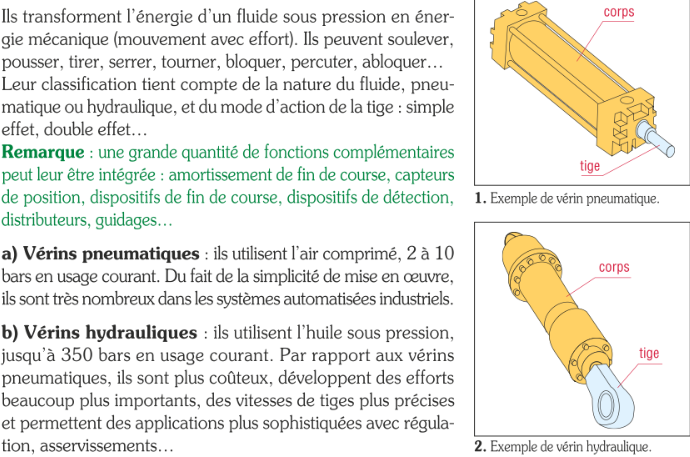 Ils transforment l'énergie d'un fluide sous pression en éner-
gie mécanique (mouvement avec effort). Ils peuvent soulever,
pousser, tirer, serrer, tourner, bloquer, percuter, abloquer…
Leur classification tient compte de la nature du fluide, pneu-
matique ou hydraulique, et du mode d'action de la tige : simple
effet, double effet…
Remarque : une grande quantité de fonctions complémentaires
peut leur être intégrée : amortissement de fin de course, capteurs
de position, dispositifs de fin de course, dispositifs de détection,
distributeurs, guidages…
a) Vérins pneumatiques : ils utilisent l'air comprimé, 2 à 10
bars en usage courant. Du fait de la simplicité de mise en œuvre,
ils sont très nombreux dans les systèmes automatisées industriels.
b) Vérins hydrauliques : ils utilisent l'huile sous pression,
jusqu'à 350 bars en usage courant. Par rapport aux vérins
pneumatiques, ils sont plus coûteux, développent des efforts
beaucoup plus importants, des vitesses de tiges plus précises
et permettent des applications plus sophistiquées avec régula-
tion, asservissements…
corps
tige
1. Exemple de vérin pneumatique.
corps
tige
2. Exemple de vérin hydraulique.